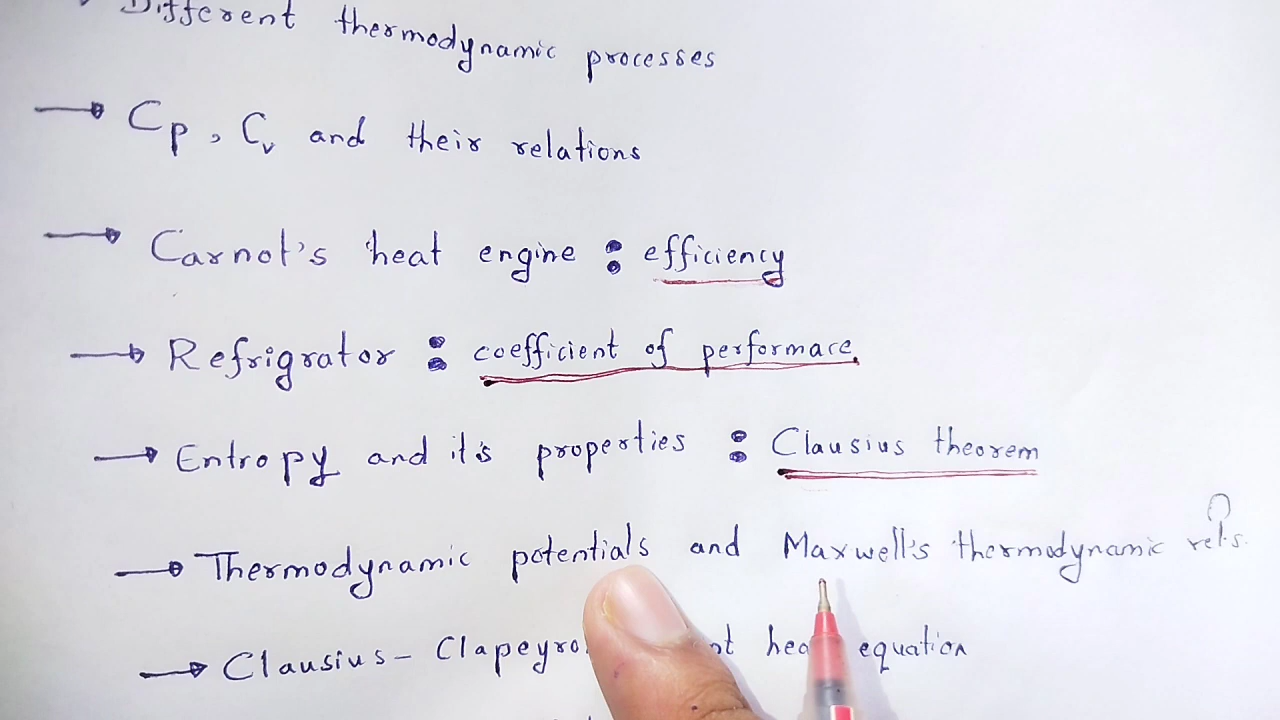 Different thermodynamic processes
→ Cp, Cv and their relations
→ Carnot's heat engine : efficiency
→ Refrigrator : coefficient of performace
→ Entropy and it's properties : Clausius theorem
→ Thermodynamic potentials and Maxwell's thermodynamic rels.
→ Clausius - equation